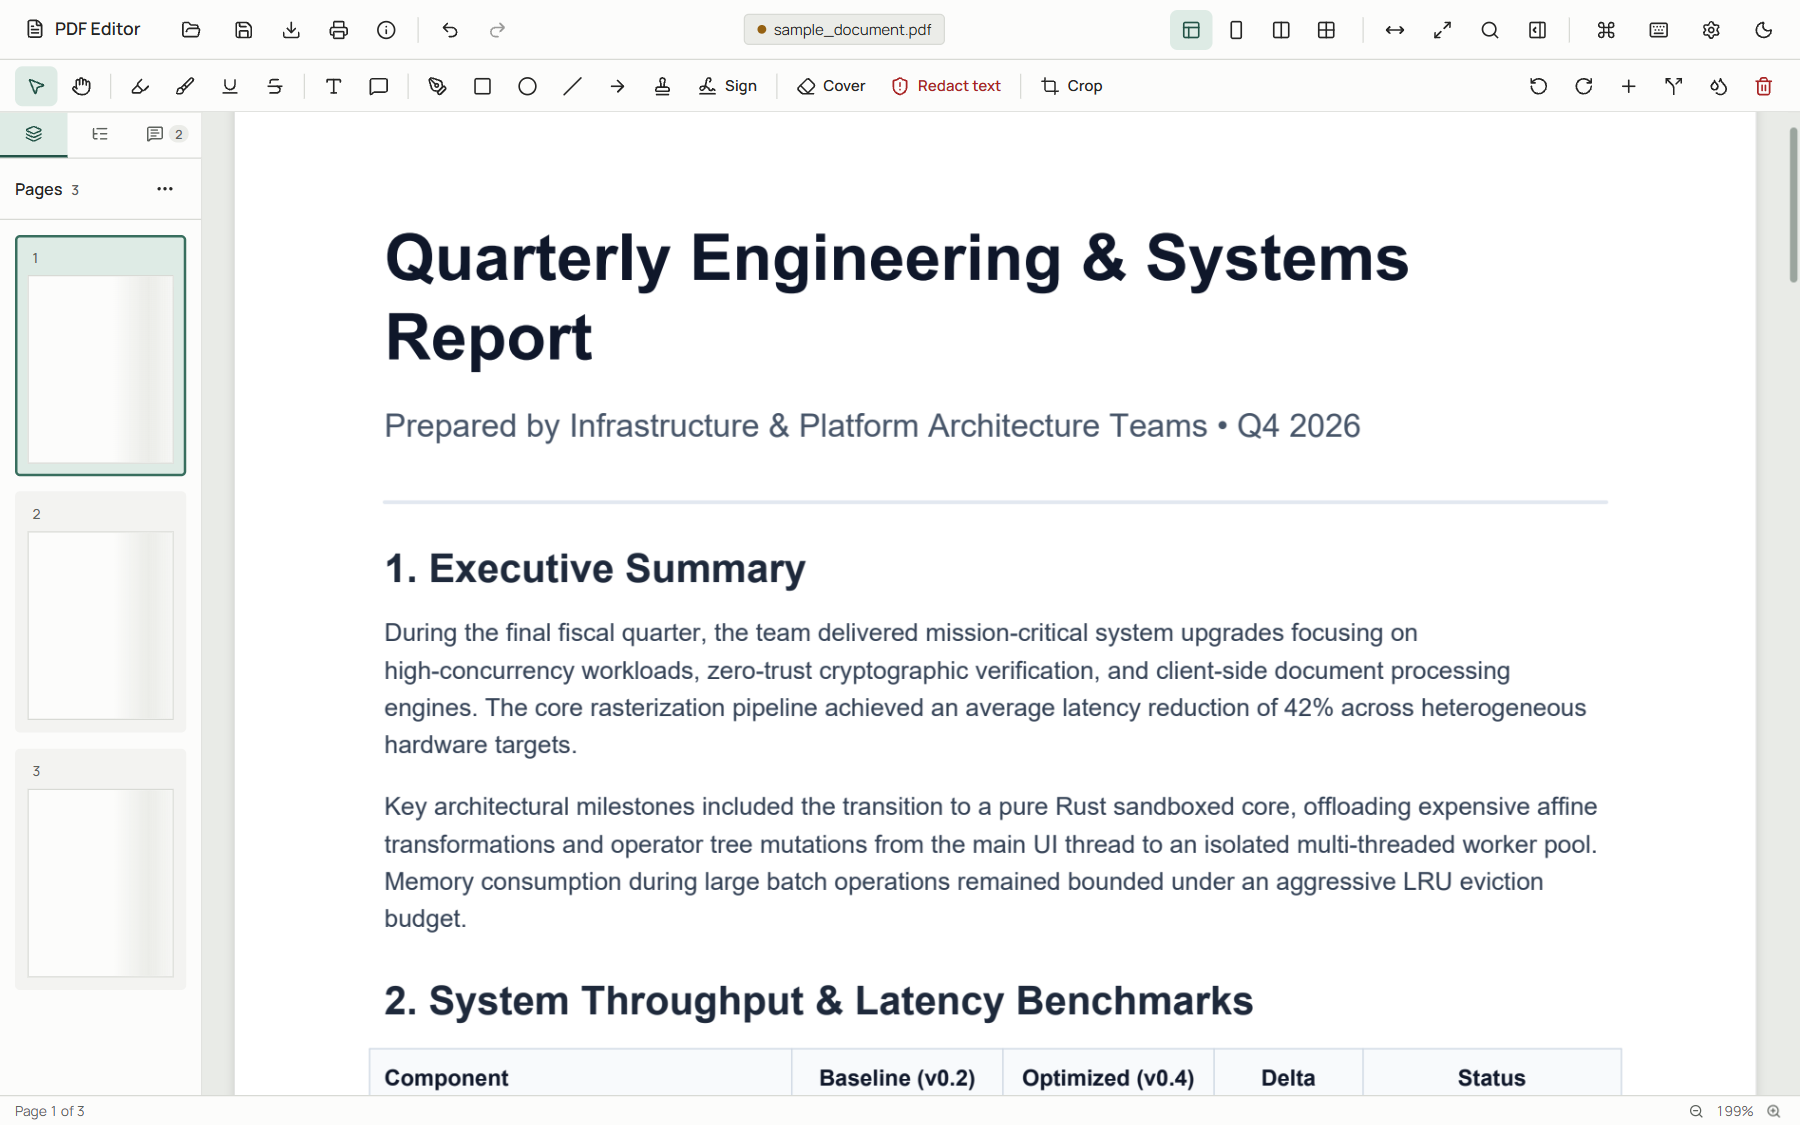 PDF Editor
sample_document.pdf
Sign
Cover
Redact text
Crop
2
Pages 3
1
2
3
Quarterly Engineering & Systems
Report
Prepared by Infrastructure & Platform Architecture Teams • Q4 2026
1. Executive Summary
During the final fiscal quarter, the team delivered mission-critical system upgrades focusing on
high-concurrency workloads, zero-trust cryptographic verification, and client-side document processing
engines. The core rasterization pipeline achieved an average latency reduction of 42% across heterogeneous
hardware targets.
Key architectural milestones included the transition to a pure Rust sandboxed core, offloading expensive affine
transformations and operator tree mutations from the main UI thread to an isolated multi-threaded worker pool.
Memory consumption during large batch operations remained bounded under an aggressive LRU eviction
budget.
2. System Throughput & Latency Benchmarks
Component Baseline (v0.2) Optimized (v0.4) Delta Status
Page 1 of 3
199%